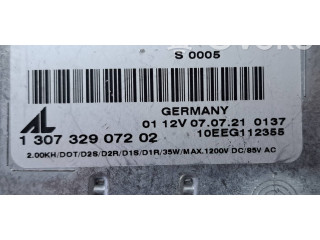 S 0005
GERMANY
AL
01 12V 07.07.21 0137
1 307 329 072 02
10EEG112355
2.00KH/DOT/D2S/D2R/D1S/D1R/35W/MAX.1200V DC/85V AC